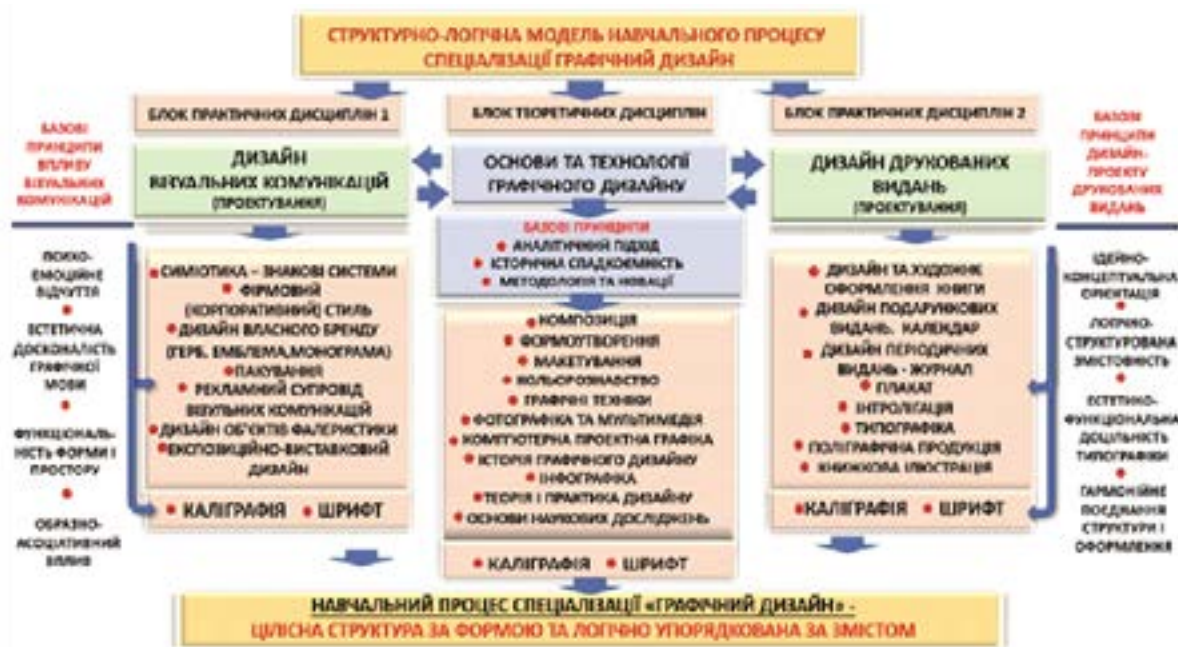 СТРУКТУРНО-ЛОГІЧНА МОДЕЛЬ НАВЧАЛЬНОГО ПРОЦЕСУ
СПЕЦІАЛІЗАЦІЇ ГРАФІЧНИЙ ДИЗАЙН
БЛОК ПРАКТИЧНИХ ДИСЦИПЛІН 1
БЛОК ТЕОРЕТИЧНИХ ДИСЦИПЛІН
БЛОК ПРАКТИЧНИХ ДИСЦИПЛІН 2
БАЗОВІ
ПРИНЦИПИ
ВПЛИВУ
ВІЗУАЛЬНИХ
КОМУНІКАЦІЙ
ДИЗАЙН
ВІЗУАЛЬНИХ КОМУНІКАЦІЙ
(ПРОЕКТУВАННЯ)
ОСНОВИ ТА ТЕХНОЛОГІЇ
ГРАФІЧНОГО ДИЗАЙНУ
ДИЗАЙН ДРУКОВАНИХ
ВИДАНЬ
(ПРОЕКТУВАННЯ)
БАЗОВІ
ПРИНЦИПИ
ДИЗАЙН-
ПРОЕКТУ
ДРУКОВАНИХ
ВИДАНЬ
БАЗОВІ ПРИНЦИПИ
АНАЛІТИЧНИЙ ПІДХІД
ІСТОРИЧНА СПАДКОЄМНІСТЬ
МЕТОДОЛОГІЯ ТА НОВАЦІЇ
ПСИХО-
ЕМОЦІЙНЕ
ВІДЧУТТЯ
ЕСТЕТИЧНА
ДОСКОНАЛІСТЬ
ГРАФІЧНОЇ
МОВИ
ФУНКЦІОНАЛЬ-
НІСТЬ ФОРМИ І
ПРОСТОРУ
ОБРАЗНО-
АСОЦІАТИВНИЙ
ВПЛИВ
СИМІОТИКА – ЗНАКОВІ СИСТЕМИ
ФІРМОВИЙ
(КОРПОРАТИВНИЙ) СТИЛЬ
ДИЗАЙН ВЛАСНОГО БРЕНДУ
(ГЕРБ, ЕМБЛЕМА,МОНОГРАМА)
ПАКУВАННЯ
РЕКЛАМНИЙ СУПРОВІД
ВІЗУЛЬНИХ КОМУНІКАЦІЙ
ДИЗАЙН ОБ'ЄКТІВ ФАЛЕРИСТИКИ
ЕКСПОЗИЦІЙНО-ВИСТАВКОВИЙ
ДИЗАЙН
КАЛІГРАФІЯ ШРИФТ
КОМПОЗИЦІЯ
ФОРМОУТВОРЕННЯ
МАКЕТУВАННЯ
КОЛЬОРОЗНАВСТВО
ГРАФІЧНІ ТЕХНІКИ
ФОТОГРАФІКА ТА МУЛЬТИМЕДІЯ
КОМП'ЮТЕРНА ПРОЕКТНА ГРАФІКА
ІСТОРІЯ ГРАФІЧНОГО ДИЗАЙНУ
ІНФОГРАФІКА
ТЕОРІЯ І ПРАКТИКА ДИЗАЙНУ
ОСНОВИ НАУКОВИХ ДОСЛІДЖЕНЬ
КАЛІГРАФІЯ ШРИФТ
ДИЗАЙН ТА ХУДОЖНЄ
ОФОРМЛЕННЯ КНИГИ
ДИЗАЙН ПОДАРУНКОВИХ
ВИДАНЬ. КАЛЕНДАР
ДИЗАЙН ПЕРІОДИЧНИХ
ВИДАНЬ - ЖУРНАЛ
ПЛАКАТ
ІНТРОЛІГАЦІЯ
ТИПОГРАФІКА
ПОЛІГРАФІЧНА ПРОДУКЦІЯ
КНИЖКОВА ІЛЮСТРАЦІЯ
КАЛІГРАФІЯ ШРИФТ
ІДЕЙНО-
КОНЦЕПТУАЛЬНА
ОРІЄНТАЦІЯ
ЛОГІЧНО-
СТРУКТУРОВАНА
ЗМІСТОВНІСТЬ
ЕСТЕТИКО-
ФУНКЦІОНАЛЬНА
ДОЦІЛЬНІСТЬ
ТИПОГРАФІКИ
ГАРМОНІЙНЕ
ПОЄДНАННЯ
СТРУКТУРИ І
ОФОРМЛЕННЯ
НАВЧАЛЬНИЙ ПРОЦЕС СПЕЦІАЛІЗАЦІЇ «ГРАФІЧНИЙ ДИЗАЙН» -
ЦІЛІСНА СТРУКТУРА ЗА ФОРМОЮ ТА ЛОГІЧНО УПОРЯДКОВАНА ЗА ЗМІСТОМ